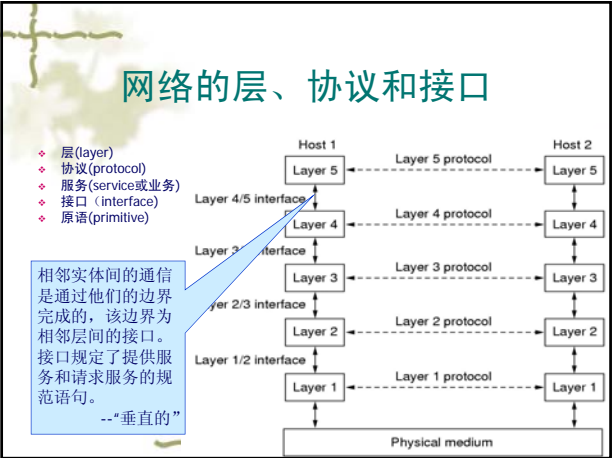 网络的层、协议和接口
层(layer)
协议(protocol)
服务(service或业务)
接口（interface)
原语(primitive)
相邻实体间的通信
是通过他们的边界
完成的，该边界为
相邻层间的接口。
接口规定了提供服
务和请求服务的规
范语句。
--“垂直的”
Host 1
Host 2
Layer 5
Layer 5 protocol
Layer 5
Layer 4/5 interface
Layer 4
Layer 4 protocol
Layer 4
Layer 3 interface
Layer 3
Layer 3 protocol
Layer 3
2/3 interface
Layer 2
Layer 2 protocol
Layer 2
Layer 1/2 interface
Layer 1
Layer 1 protocol
Layer 1
Physical medium